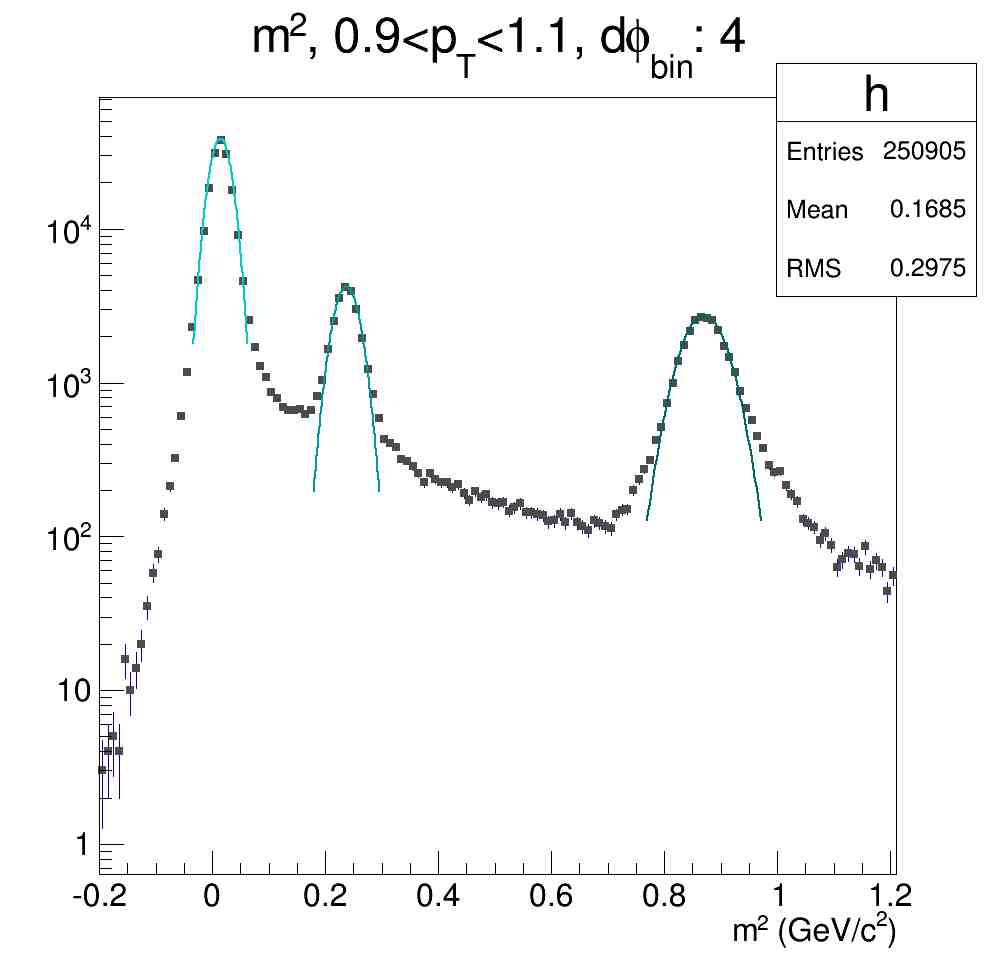 m², 0.9<p_T<1.1, dϕ_bin: 4
h
Entries 250905
Mean 0.1685
RMS 0.2975
10⁴
10³
10²
10
1
-0.2 0 0.2 0.4 0.6 0.8 1 1.2
m² (GeV/c²)